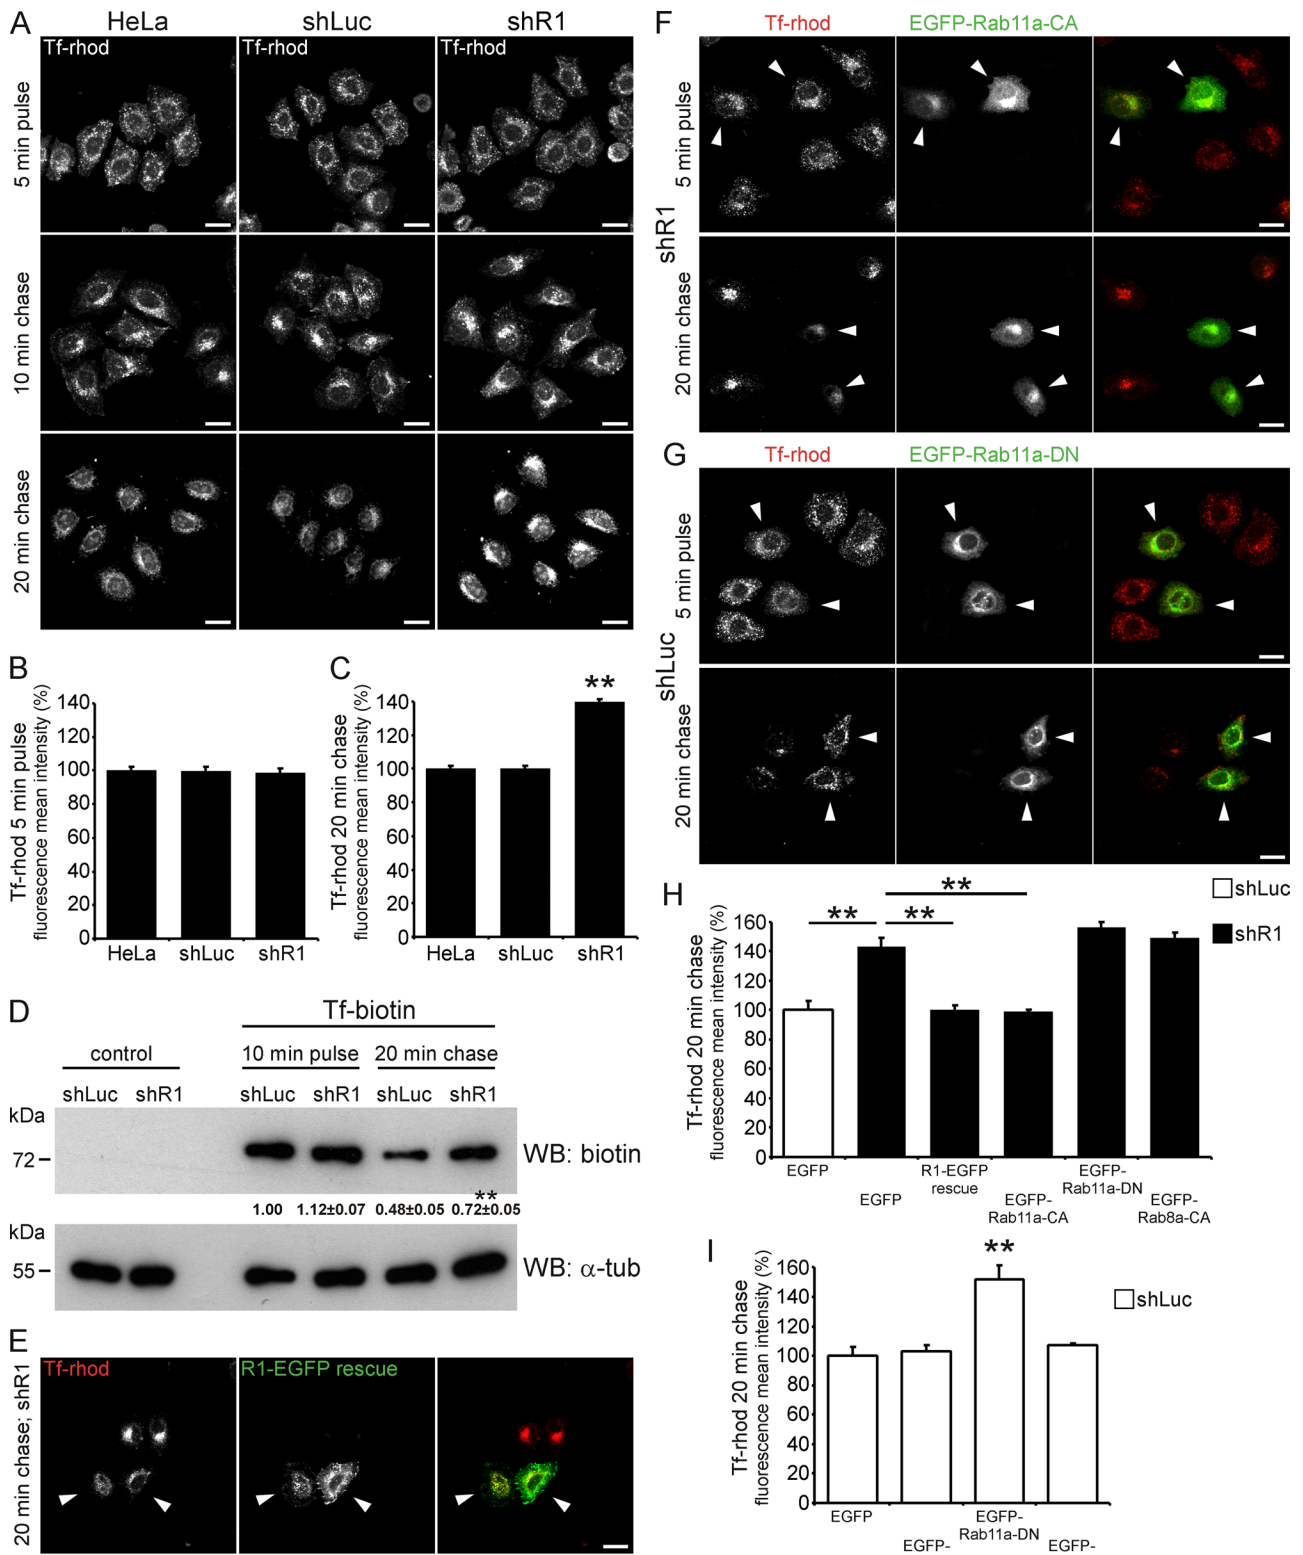 A
HeLa
shLuc
shR1
Tf-rhod
Tf-rhod
Tf-rhod
5 min pulse
10 min chase
20 min chase
B
Tf-rhod 5 min pulse
fluorescence mean intensity (%)
140
120
100
80
60
40
20
0
HeLa
shLuc
shR1
C
Tf-rhod 20 min chase
fluorescence mean intensity (%)
140
120
100
80
60
40
20
0
**
HeLa
shLuc
shR1
D
Tf-biotin
control
10 min pulse
20 min chase
shLuc
shR1
shLuc
shR1
shLuc
shR1
kDa
72
WB: biotin
**
1.00 1.12±0.07 0.48±0.05 0.72±0.05
kDa
55
WB: α-tub
E
20 min chase; shR1
Tf-rhod
R1-EGFP rescue
F
Tf-rhod
EGFP-Rab11a-CA
shR1
5 min pulse
20 min chase
G
Tf-rhod
EGFP-Rab11a-DN
shLuc
5 min pulse
20 min chase
H
Tf-rhod 20 min chase
fluorescence mean intensity (%)
160
140
120
100
80
60
40
20
0
**
**
**
shLuc
shR1
EGFP
EGFP
R1-EGFP
rescue
EGFP-
Rab11a-CA
EGFP-
Rab11a-DN
EGFP-
Rab8a-CA
I
Tf-rhod 20 min chase
fluorescence mean intensity (%)
160
140
120
100
80
60
40
20
0
**
shLuc
EGFP
EGFP-
EGFP-
Rab11a-DN
EGFP-